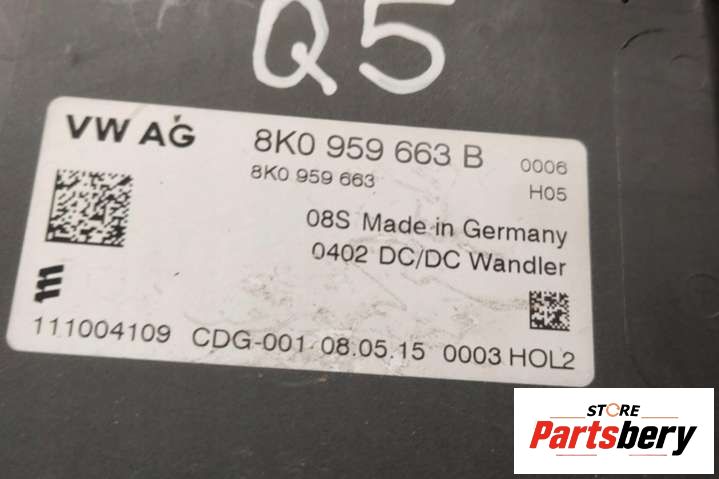 Q5
VW AG
8K0 959 663 B 0006
8K0 959 663 H05
08S Made in Germany
0402 DC/DC Wandler
111004109 CDG-001 08.05.15 0003 HOL2
STORE
Partsbery